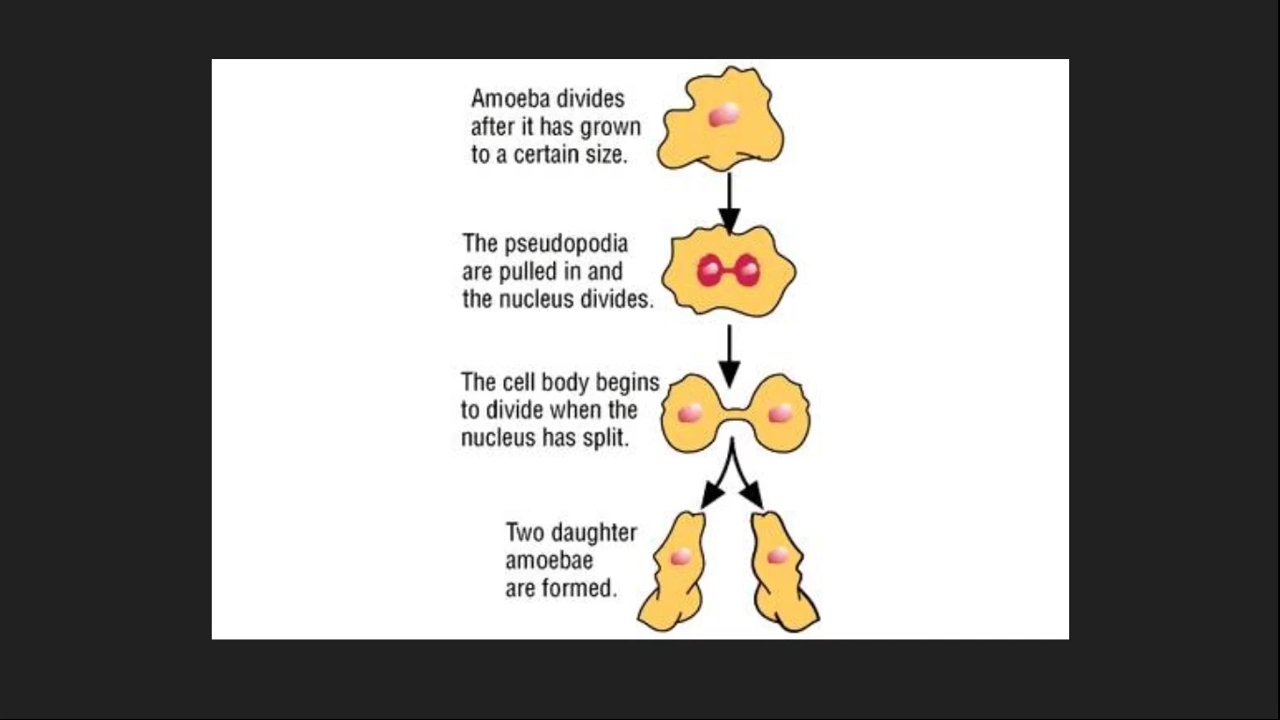 Amoeba divides
after it has grown
to a certain size.
The pseudopodia
are pulled in and
the nucleus divides.
The cell body begins
to divide when the
nucleus has split.
Two daughter
amoebae
are formed.